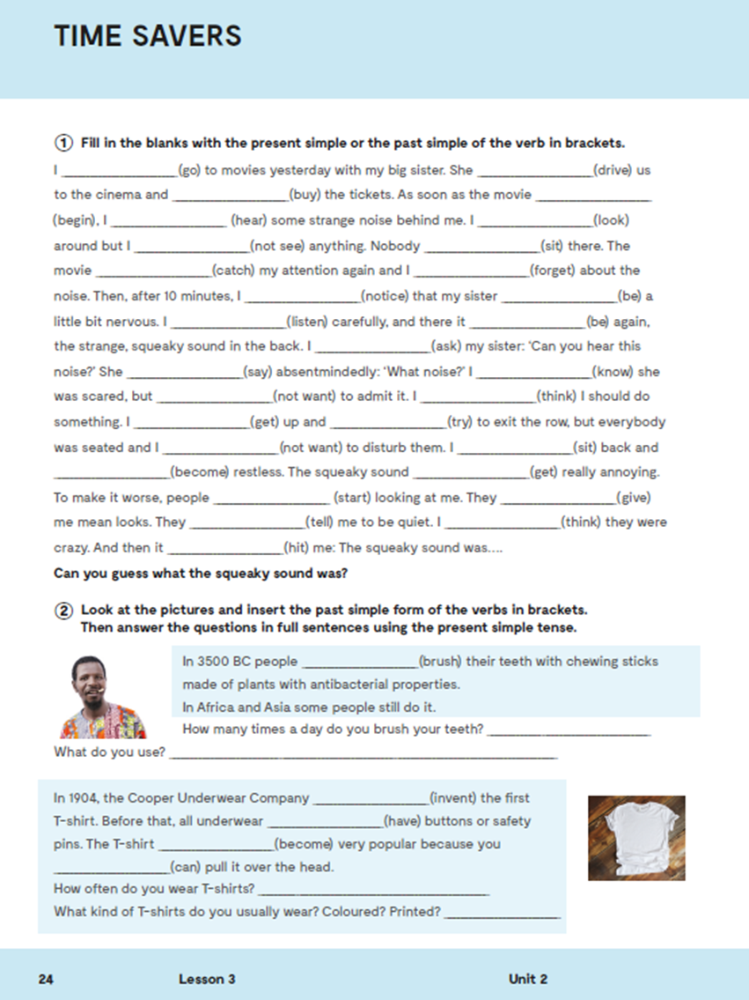 TIME SAVERS
1 Fill in the blanks with the present simple or the past simple of the verb in brackets.
I ______________(go) to movies yesterday with my big sister. She ______________(drive) us
to the cinema and ______________(buy) the tickets. As soon as the movie ______________
(begin), I ______________ (hear) some strange noise behind me. I ______________(look)
around but I ______________(not see) anything. Nobody ______________(sit) there. The
movie ______________(catch) my attention again and I ______________(forget) about the
noise. Then, after 10 minutes, I ______________(notice) that my sister ______________(be) a
little bit nervous. I ______________(listen) carefully, and there it ______________(be) again,
the strange, squeaky sound in the back. I ______________(ask) my sister: ‘Can you hear this
noise?’ She ______________(say) absentmindedly: ‘What noise?’ I ______________(know) she
was scared, but ______________(not want) to admit it. I ______________(think) I should do
something. I ______________(get) up and ______________(try) to exit the row, but everybody
was seated and I ______________(not want) to disturb them. I ______________(sit) back and
______________(become) restless. The squeaky sound ______________(get) really annoying.
To make it worse, people ______________ (start) looking at me. They ______________(give)
me mean looks. They ______________(tell) me to be quiet. I ______________(think) they were
crazy. And then it ______________(hit) me: The squeaky sound was....
Can you guess what the squeaky sound was?
2 Look at the pictures and insert the past simple form of the verbs in brackets.
Then answer the questions in full sentences using the present simple tense.
In 3500 BC people ______________(brush) their teeth with chewing sticks
made of plants with antibacterial properties.
In Africa and Asia some people still do it.
How many times a day do you brush your teeth? ____________________
What do you use? ________________________________________________
In 1904, the Cooper Underwear Company ______________(invent) the first
T-shirt. Before that, all underwear ______________(have) buttons or safety
pins. The T-shirt ______________(become) very popular because you
______________(can) pull it over the head.
How often do you wear T-shirts? ____________________________
What kind of T-shirts do you usually wear? Coloured? Printed? ______________
24 Lesson 3 Unit 2